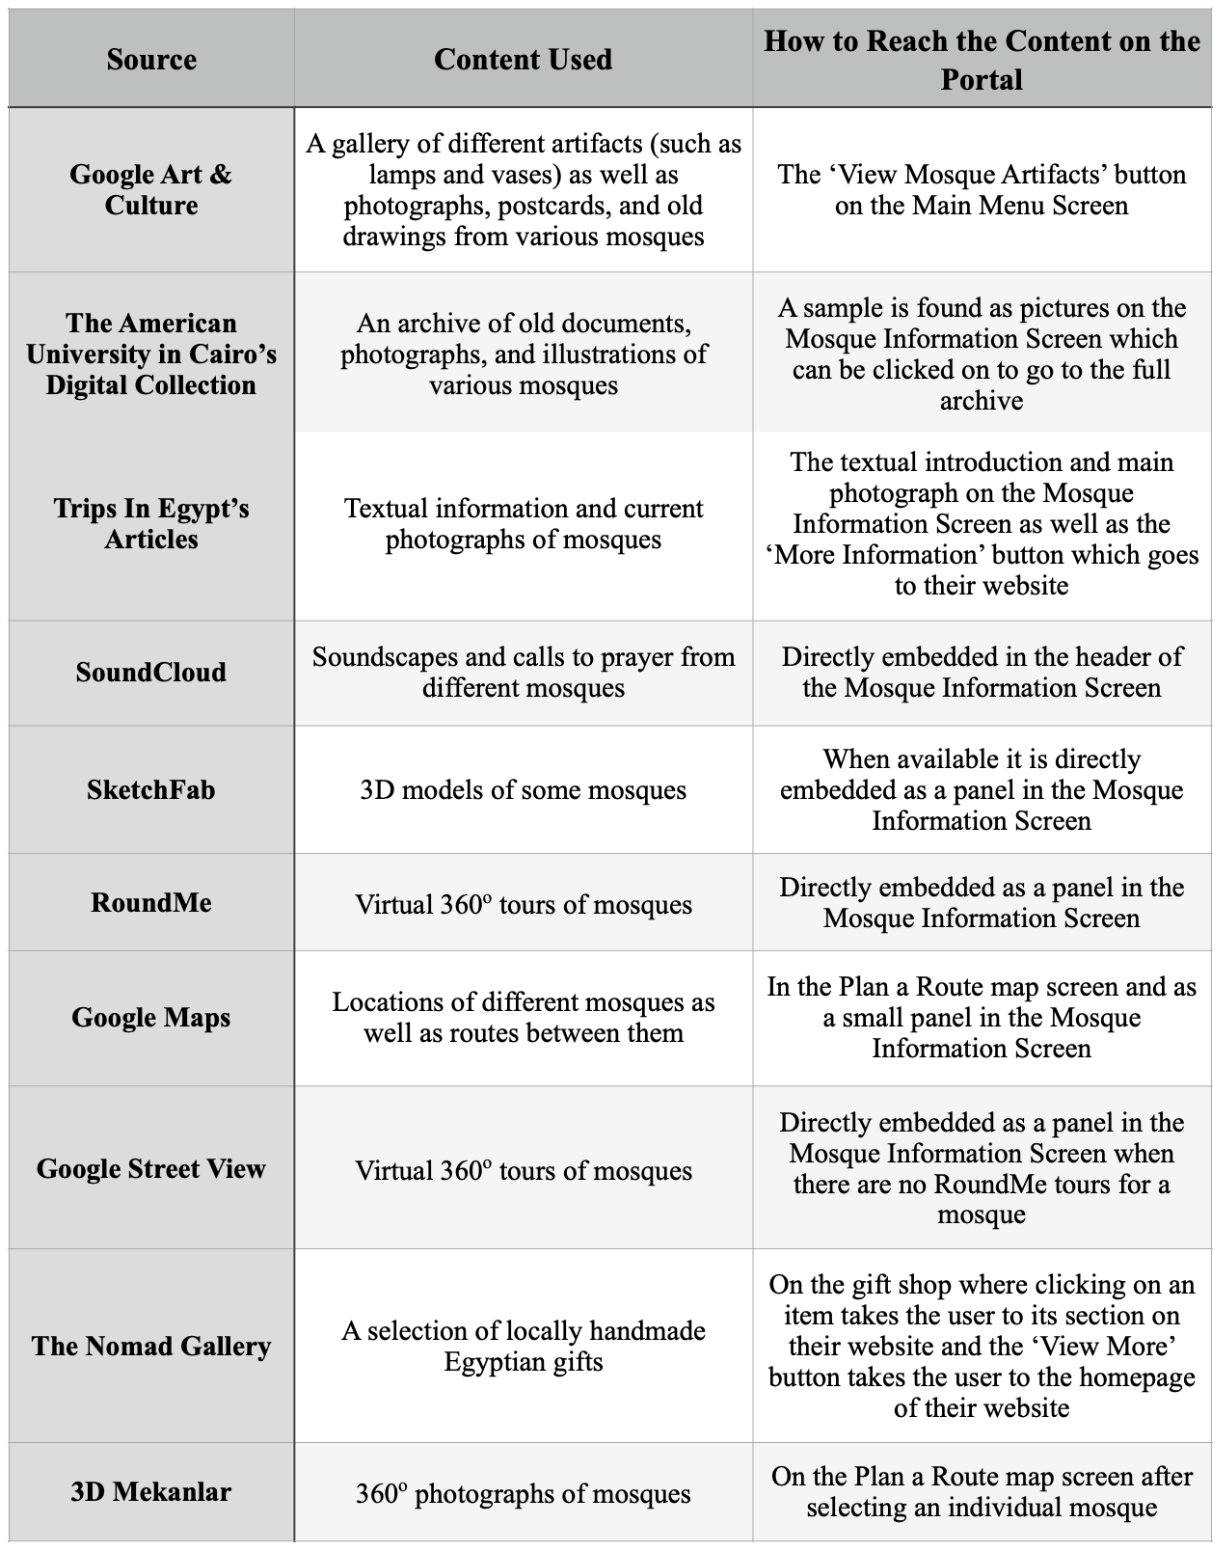 Source
Content Used
How to Reach the Content on the
Portal
Google Art &
Culture
A gallery of different artifacts (such as
lamps and vases) as well as
photographs, postcards, and old
drawings from various mosques
The ‘View Mosque Artifacts’ button
on the Main Menu Screen
The American
University in Cairo’s
Digital Collection
An archive of old documents,
photographs, and illustrations of
various mosques
A sample is found as pictures on the
Mosque Information Screen which
can be clicked on to go to the full
archive
Trips In Egypt’s
Articles
Textual information and current
photographs of mosques
The textual introduction and main
photograph on the Mosque
Information Screen as well as the
‘More Information’ button which goes
to their website
SoundCloud
Soundscapes and calls to prayer from
different mosques
Directly embedded in the header of
the Mosque Information Screen
SketchFab
3D models of some mosques
When available it is directly
embedded as a panel in the Mosque
Information Screen
RoundMe
Virtual 360º tours of mosques
Directly embedded as a panel in the
Mosque Information Screen
Google Maps
Locations of different mosques as
well as routes between them
In the Plan a Route map screen and as
a small panel in the Mosque
Information Screen
Google Street View
Virtual 360º tours of mosques
Directly embedded as a panel in the
Mosque Information Screen when
there are no RoundMe tours for a
mosque
The Nomad Gallery
A selection of locally handmade
Egyptian gifts
On the gift shop where clicking on an
item takes the user to its section on
their website and the ‘View More’
button takes the user to the homepage
of their website
3D Mekanlar
360º photographs of mosques
On the Plan a Route map screen after
selecting an individual mosque